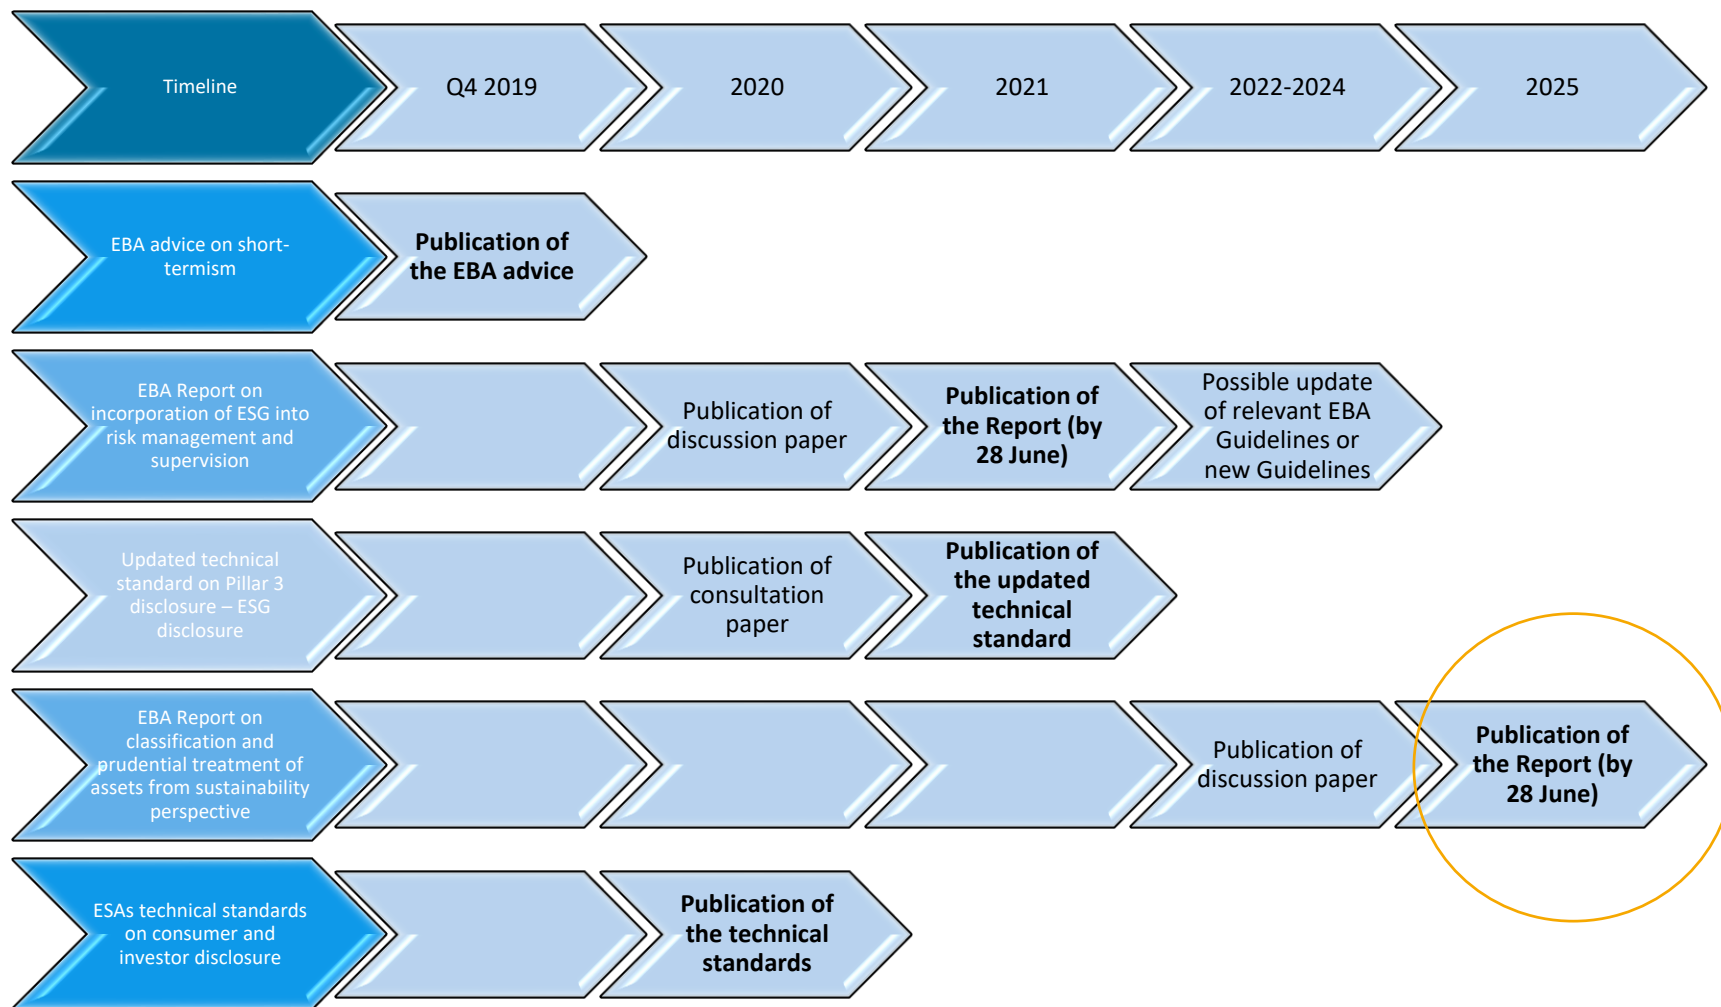 Timeline
Q4 2019
2020
2021
2022-2024
2025
EBA advice on short-
termism
Publication of
the EBA advice
EBA Report on
incorporation of ESG into
risk management and
supervision
Publication of
discussion paper
Publication of
the Report (by
28 June)
Possible update
of relevant EBA
Guidelines or
new Guidelines
Updated technical
standard on Pillar 3
disclosure – ESG
disclosure
Publication of
consultation
paper
Publication of
the updated
technical
standard
EBA Report on
classification and
prudential treatment of
assets from sustainability
perspective
Publication of
discussion paper
Publication of
the Report (by
28 June)
ESAs technical standards
on consumer and
investor disclosure
Publication of
the technical
standards